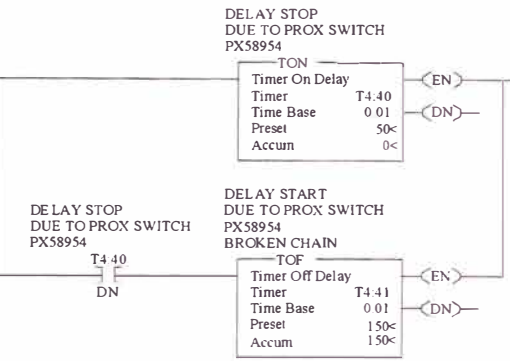 DELAY STOP
DUE TO PROX SWITCH
PX58954
TON
Timer On Delay
EN
Timer T4:40
Time Base 0.01
DN
Preset 50<
Accum 0<
DELAY START
DUE TO PROX SWITCH
PX58954
BROKEN CHAIN
DELAY STOP
DUE TO PROX SWITCH
PX58954
T4:40
DN
TOF
Timer Off Delay
EN
Timer T4:41
Time Base 0.01
DN
Preset 150<
Accum 150<